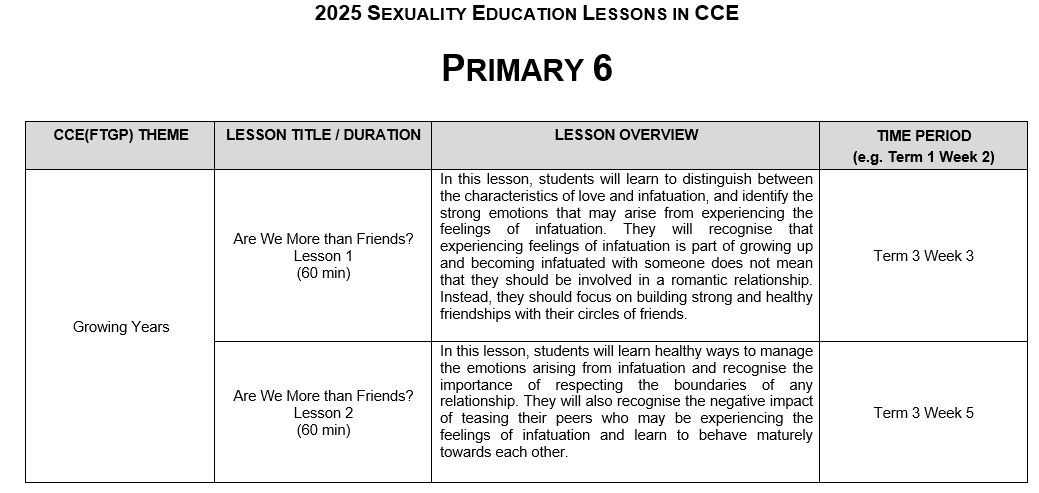 2025 SEXUALITY EDUCATION LESSONS IN CCE
PRIMARY 6
CCE(FTGP) THEME
LESSON TITLE / DURATION
LESSON OVERVIEW
TIME PERIOD
(e.g. Term 1 Week 2)
Growing Years
Are We More than Friends?
Lesson 1
(60 min)
In this lesson, students will learn to distinguish between
the characteristics of love and infatuation, and identify the
strong emotions that may arise from experiencing the
feelings of infatuation. They will recognise that
experiencing feelings of infatuation is part of growing up
and becoming infatuated with someone does not mean
that they should be involved in a romantic relationship.
Instead, they should focus on building strong and healthy
friendships with their circles of friends.
Term 3 Week 3
Are We More than Friends?
Lesson 2
(60 min)
In this lesson, students will learn healthy ways to manage
the emotions arising from infatuation and recognise the
importance of respecting the boundaries of any
relationship. They will also recognise the negative impact
of teasing their peers who may be experiencing the
feelings of infatuation and learn to behave maturely
towards each other.
Term 3 Week 5